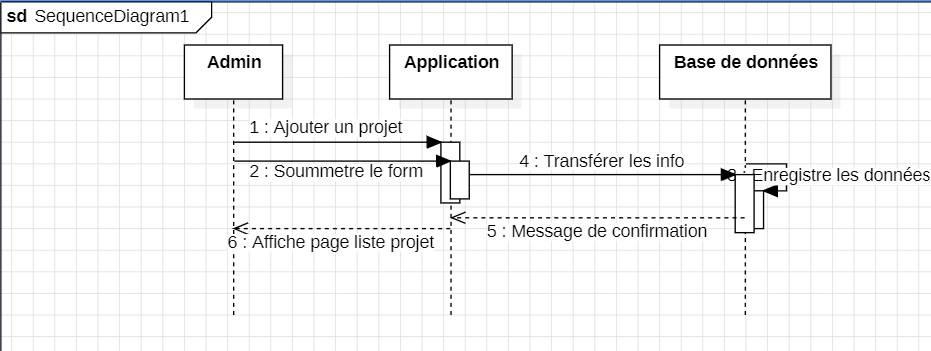 sd SequenceDiagram1
Admin
Application
Base de données
1 : Ajouter un projet
2 : Soummetre le form
4 : Transférer les info
3 : Enregistre les données
5 : Message de confirmation
6 : Affiche page liste projet